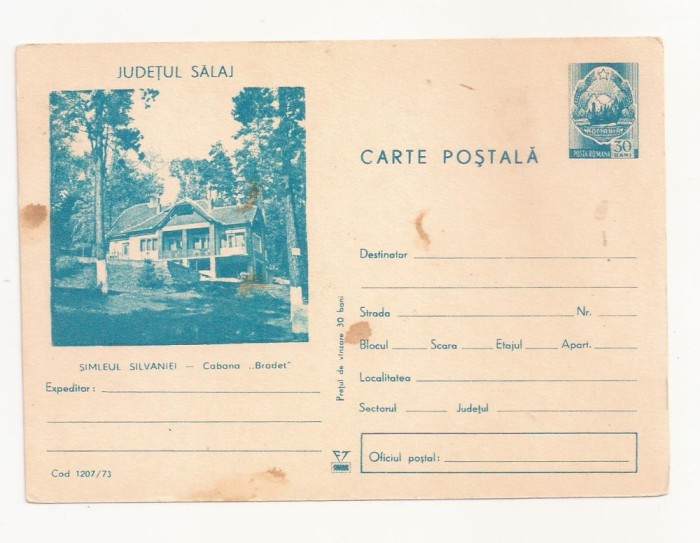 JUDEȚUL SĂLAJ
ȘIMLEUL SILVANIEI — Cabana „Bradet"
Expeditor:
Cod 1207/73
Prețul de vînzare 30 bani
ROMANIA
POSTA ROMANA 30 BANI
CARTE POȘTALĂ
Destinatar
Strada Nr.
Blocul Scara Etajul Apart.
Localitatea
Sectorul Județul
Oficiul poștal: